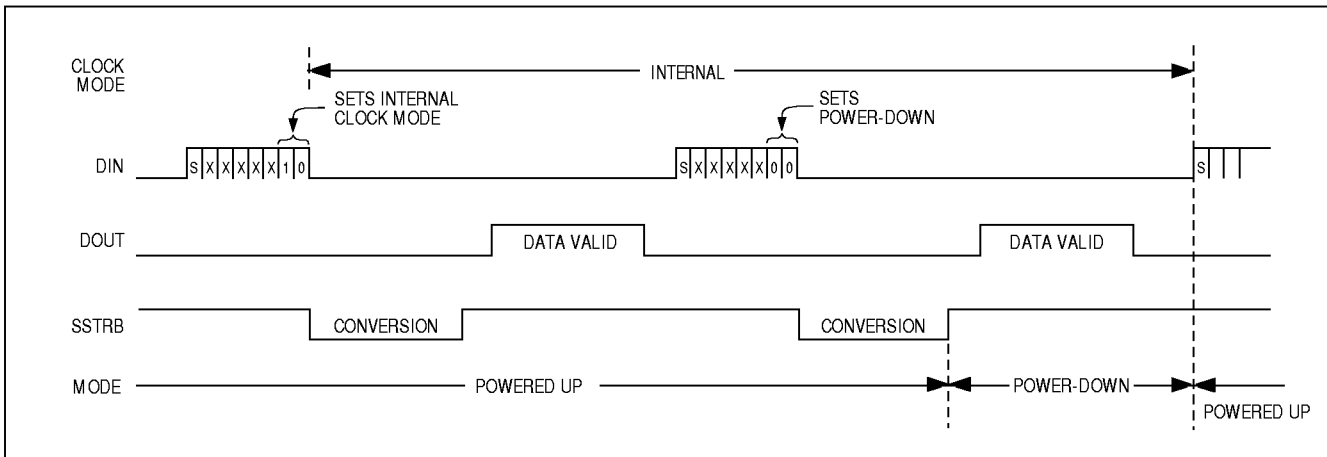 CLOCK
MODE
INTERNAL
SETS INTERNAL
CLOCK MODE
SETS
POWER-DOWN
DIN
S X X X X X 1 0
S X X X X X 0 0
S
DOUT
DATA VALID
DATA VALID
SSTRB
CONVERSION
CONVERSION
MODE
POWERED UP
POWER-DOWN
POWERED UP